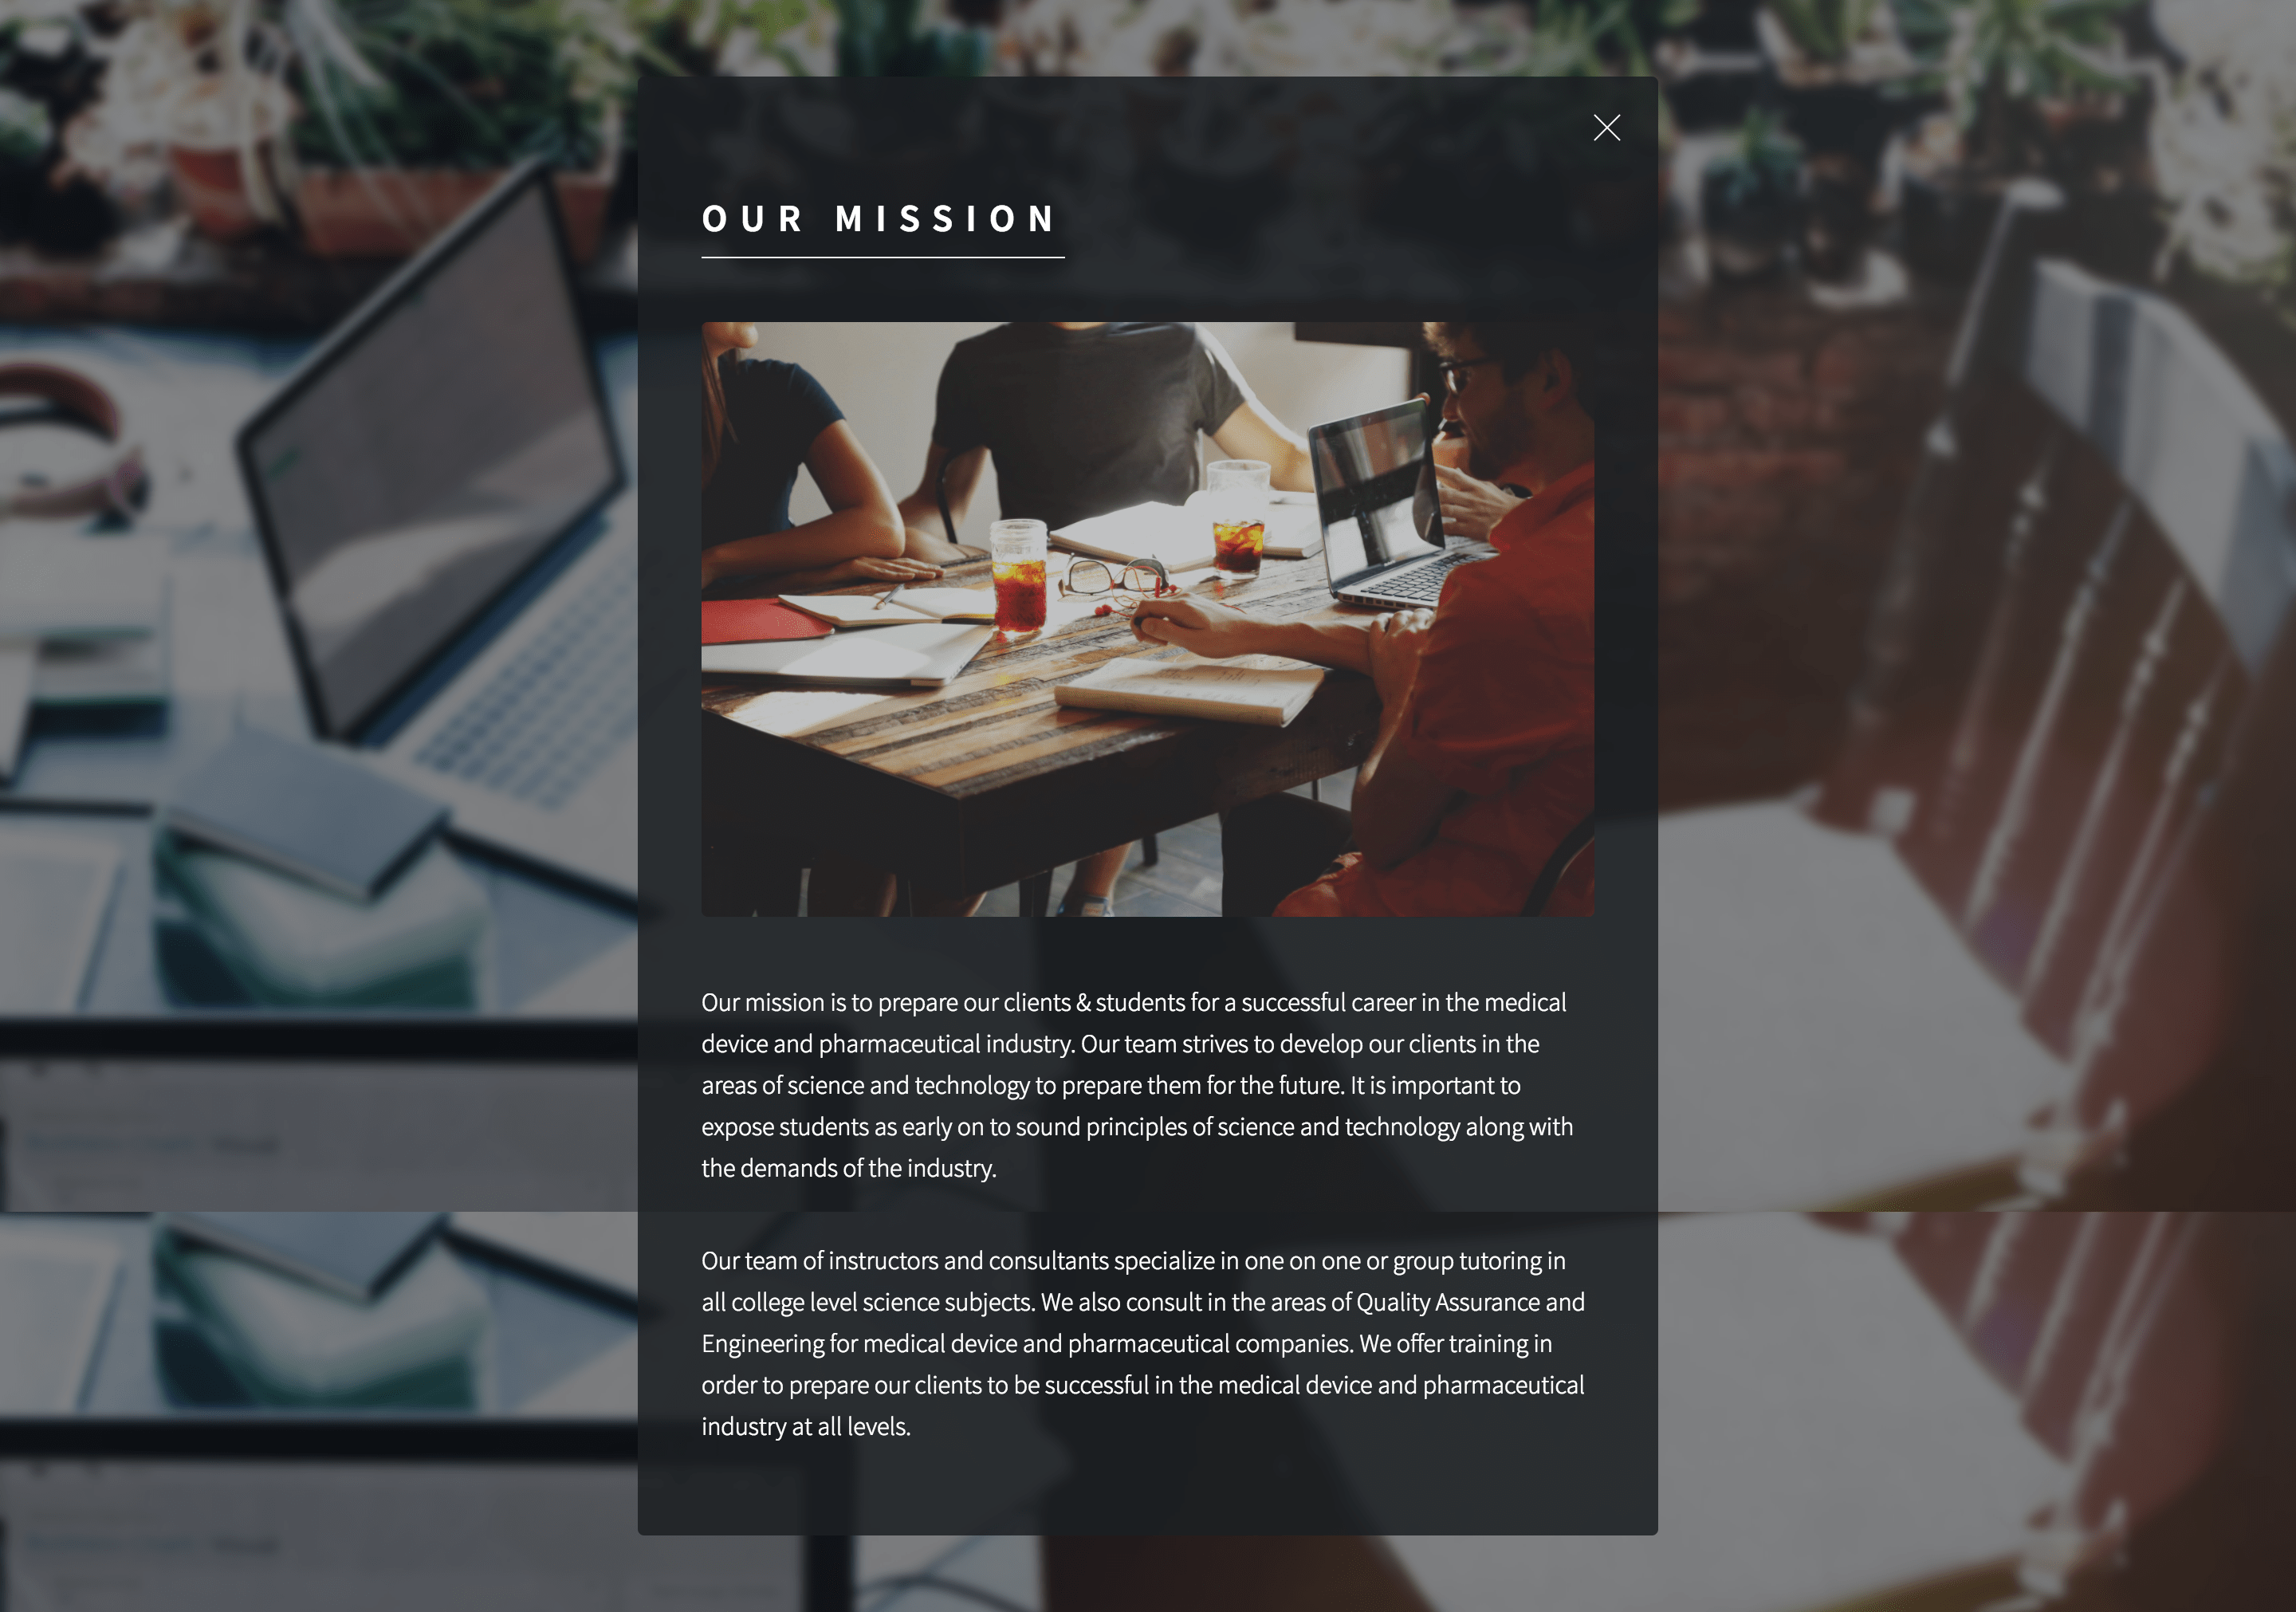 OUR MISSION
Our mission is to prepare our clients & students for a successful career in the medical
device and pharmaceutical industry. Our team strives to develop our clients in the
areas of science and technology to prepare them for the future. It is important to
expose students as early on to sound principles of science and technology along with
the demands of the industry.
Our team of instructors and consultants specialize in one on one or group tutoring in
all college level science subjects. We also consult in the areas of Quality Assurance and
Engineering for medical device and pharmaceutical companies. We offer training in
order to prepare our clients to be successful in the medical device and pharmaceutical
industry at all levels.